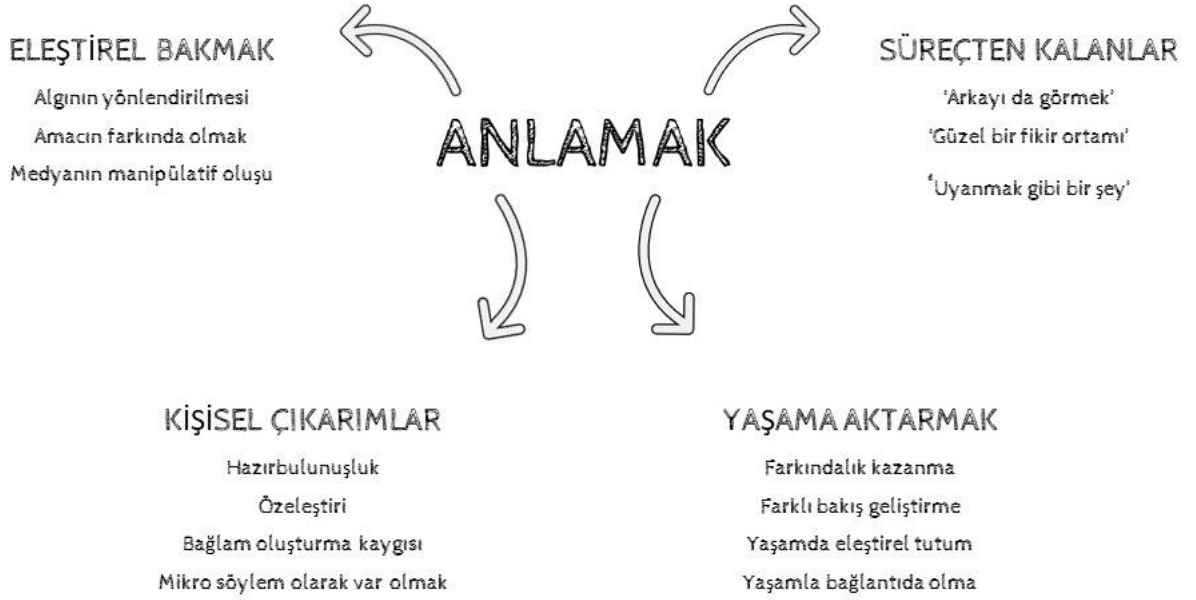 ELEŞTİREL BAKMAK
Algının yönlendirilmesi
Amacın farkında olmak
Medyanın manipülatif oluşu
ANLAMAK
SÜREÇTEN KALANLAR
'Arkayı da görmek'
'Güzel bir fikir ortamı'
'Uyanmak gibi bir şey'
KİŞİSEL ÇIKARIMLAR
Hazırbulunuşluk
Özeleştiri
Bağlam oluşturma kaygısı
Mikro söylem olarak var olmak
YAŞAMA AKTARMAK
Farkındalık kazanma
Farklı bakış geliştirme
Yaşamda eleştirel tutum
Yaşamla bağlantıda olma